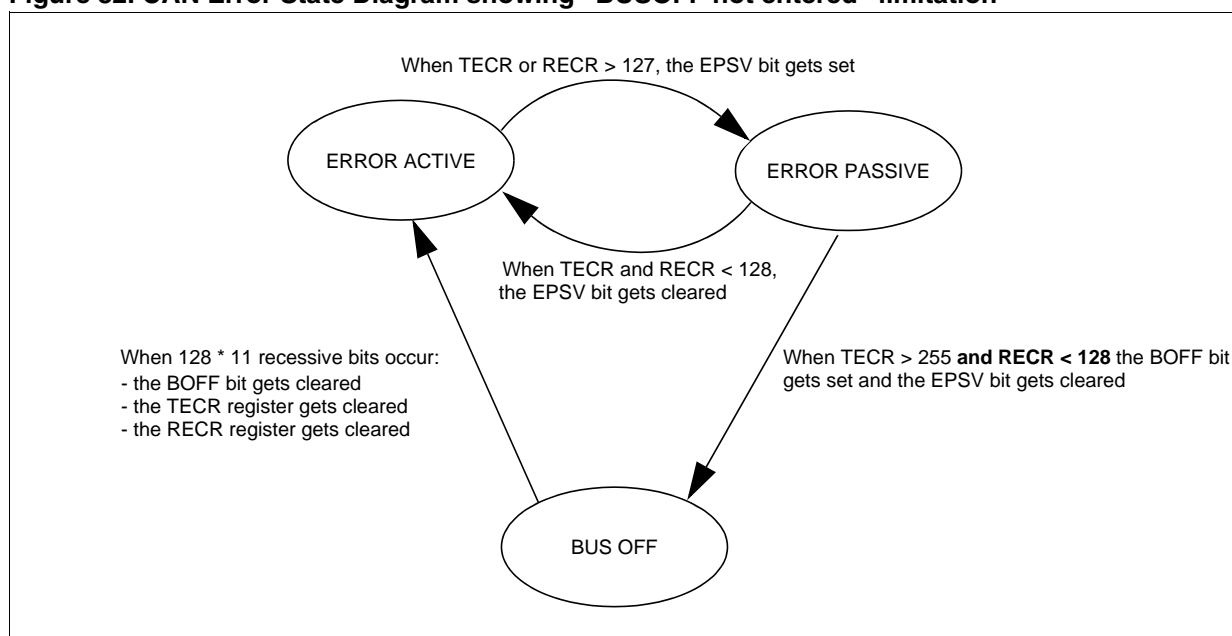 Figure 82. CAN Error State Diagram showing "BUSOFF not entered" limitation
When TECR or RECR > 127, the EPSV bit gets set
ERROR ACTIVE
ERROR PASSIVE
When TECR and RECR < 128,
the EPSV bit gets cleared
When 128 * 11 recessive bits occur:
- the BOFF bit gets cleared
- the TECR register gets cleared
- the RECR register gets cleared
When TECR > 255 and RECR < 128 the BOFF bit
gets set and the EPSV bit gets cleared
BUS OFF